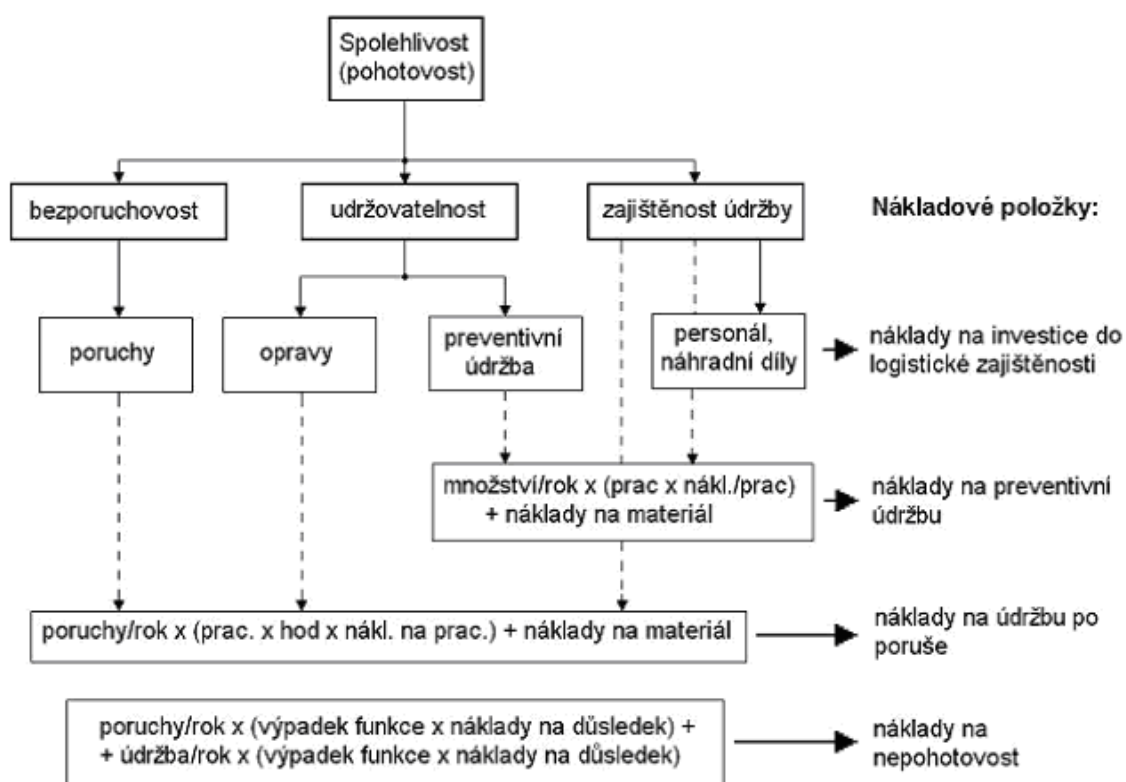 Spolehlivost
(pohotovost)
bezporuchovost
udržovatelnost
zajištěnost údržby
Nákladové položky:
poruchy
opravy
preventivní
údržba
personál,
náhradní díly
náklady na investice do
logistické zajištěnosti
množství/rok x (prac x nákl./prac)
+ náklady na materiál
náklady na preventivní
údržbu
poruchy/rok x (prac. x hod x nákl. na prac.) + náklady na materiál
náklady na údržbu po
poruše
poruchy/rok x (výpadek funkce x náklady na důsledek) +
+ údržba/rok x (výpadek funkce x náklady na důsledek)
náklady na
nepohotovost